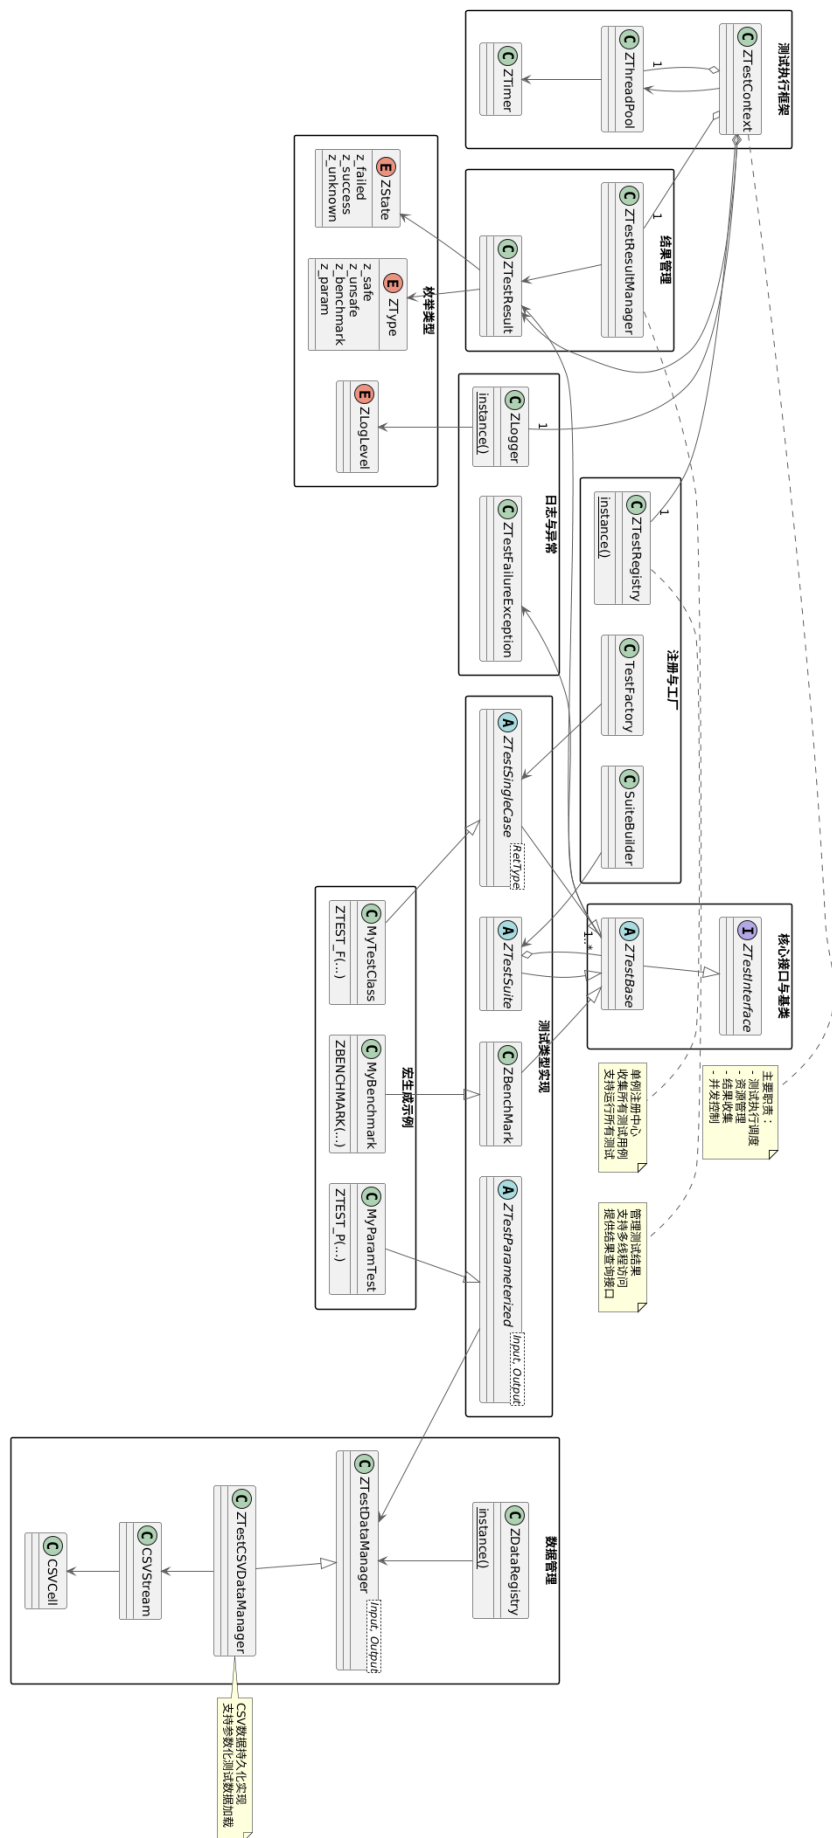 测试执行框架
C ZTestContext
1
C ZThreadPool
C ZTimer
结果管理
1
C ZTestResultManager
C ZTestResult
枚举类型
E ZState
z_failed
z_success
z_unknown
E ZType
z_safe
z_unsafe
z_benchmark
z_param
E ZLogLevel
日志与异常
1
C ZLogger
instance()
C ZTestFailureException
注册与工厂
1
C ZTestRegistry
instance()
C TestFactory
C SuiteBuilder
核心接口与基类
I ZTestInterface
A ZTestBase
1..*
测试类型实现
A ZTestSingleCase
RetType
A ZTestSuite
C ZBenchMark
A ZTestParameterized
Input, Output
宏生成示例
C MyTestClass
ZTEST_F(...)
C MyBenchmark
ZBENCHMARK(...)
C MyParamTest
ZTEST_P(...)
主要职责：
- 测试执行调度
- 资源管理
- 结果收集
- 并发控制
单例注册中心
收集所有测试用例
支持运行所有测试
管理测试结果
支持多线程访问
提供结果查询接口
数据管理
C ZDataRegistry
instance()
C ZTestDataManager
Input, Output
C ZTestCSVDataManager
C CSVStream
C CSVCell
CSV数据持久化实现
支持参数化测试数据加载